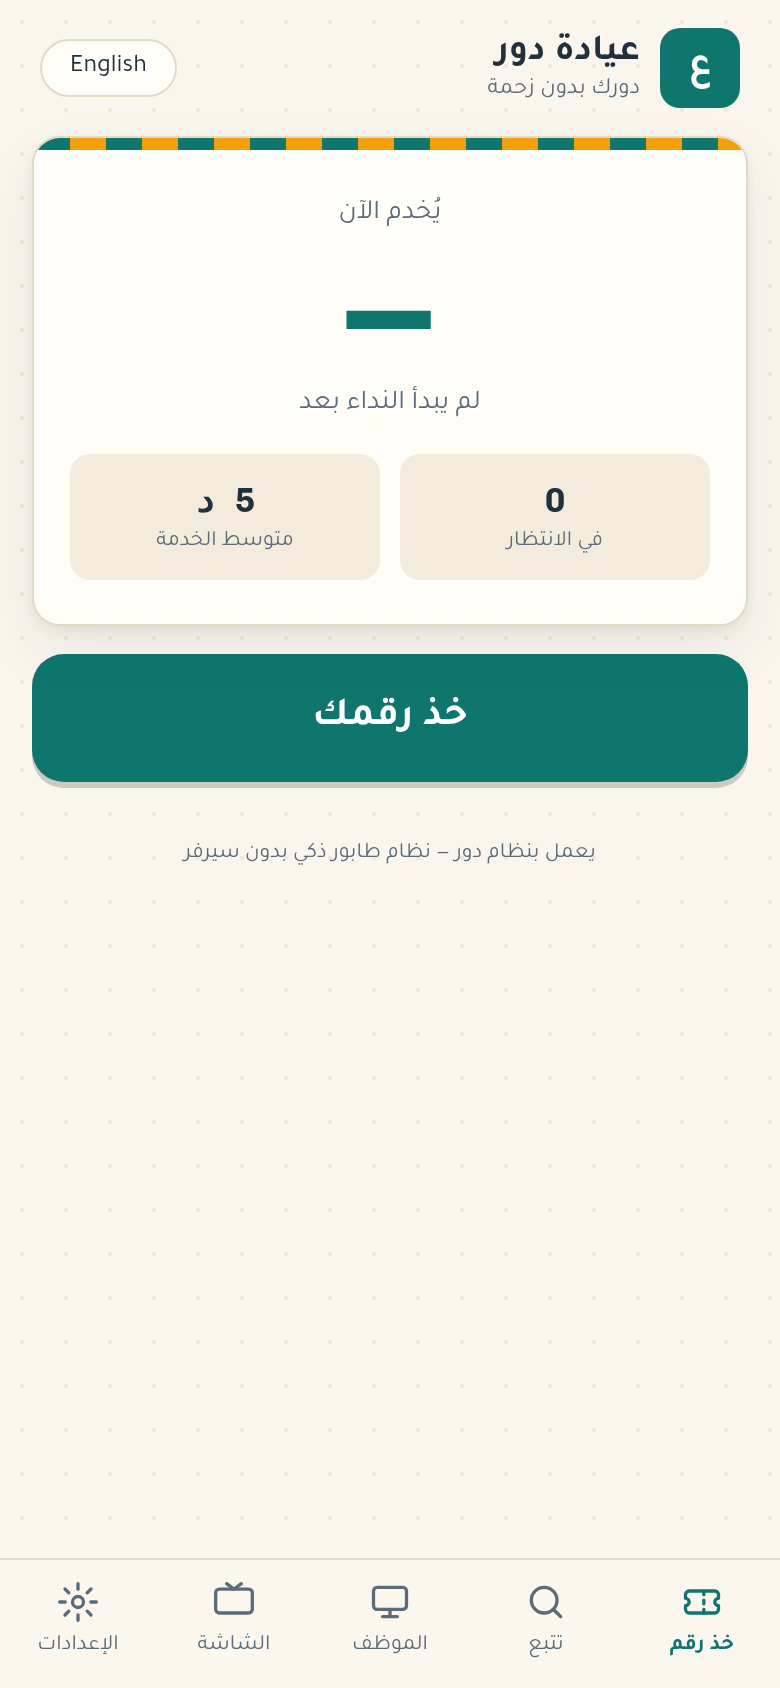 ع
عيادة دور
دورك بدون زحمة
English
يُخدم الآن
—
لم يبدأ النداء بعد
0
في الانتظار
5 د
متوسط الخدمة
خذ رقمك
يعمل بنظام دور — نظام طابور ذكي بدون سيرفر
خذ رقم
تتبع
الموظف
الشاشة
الإعدادات